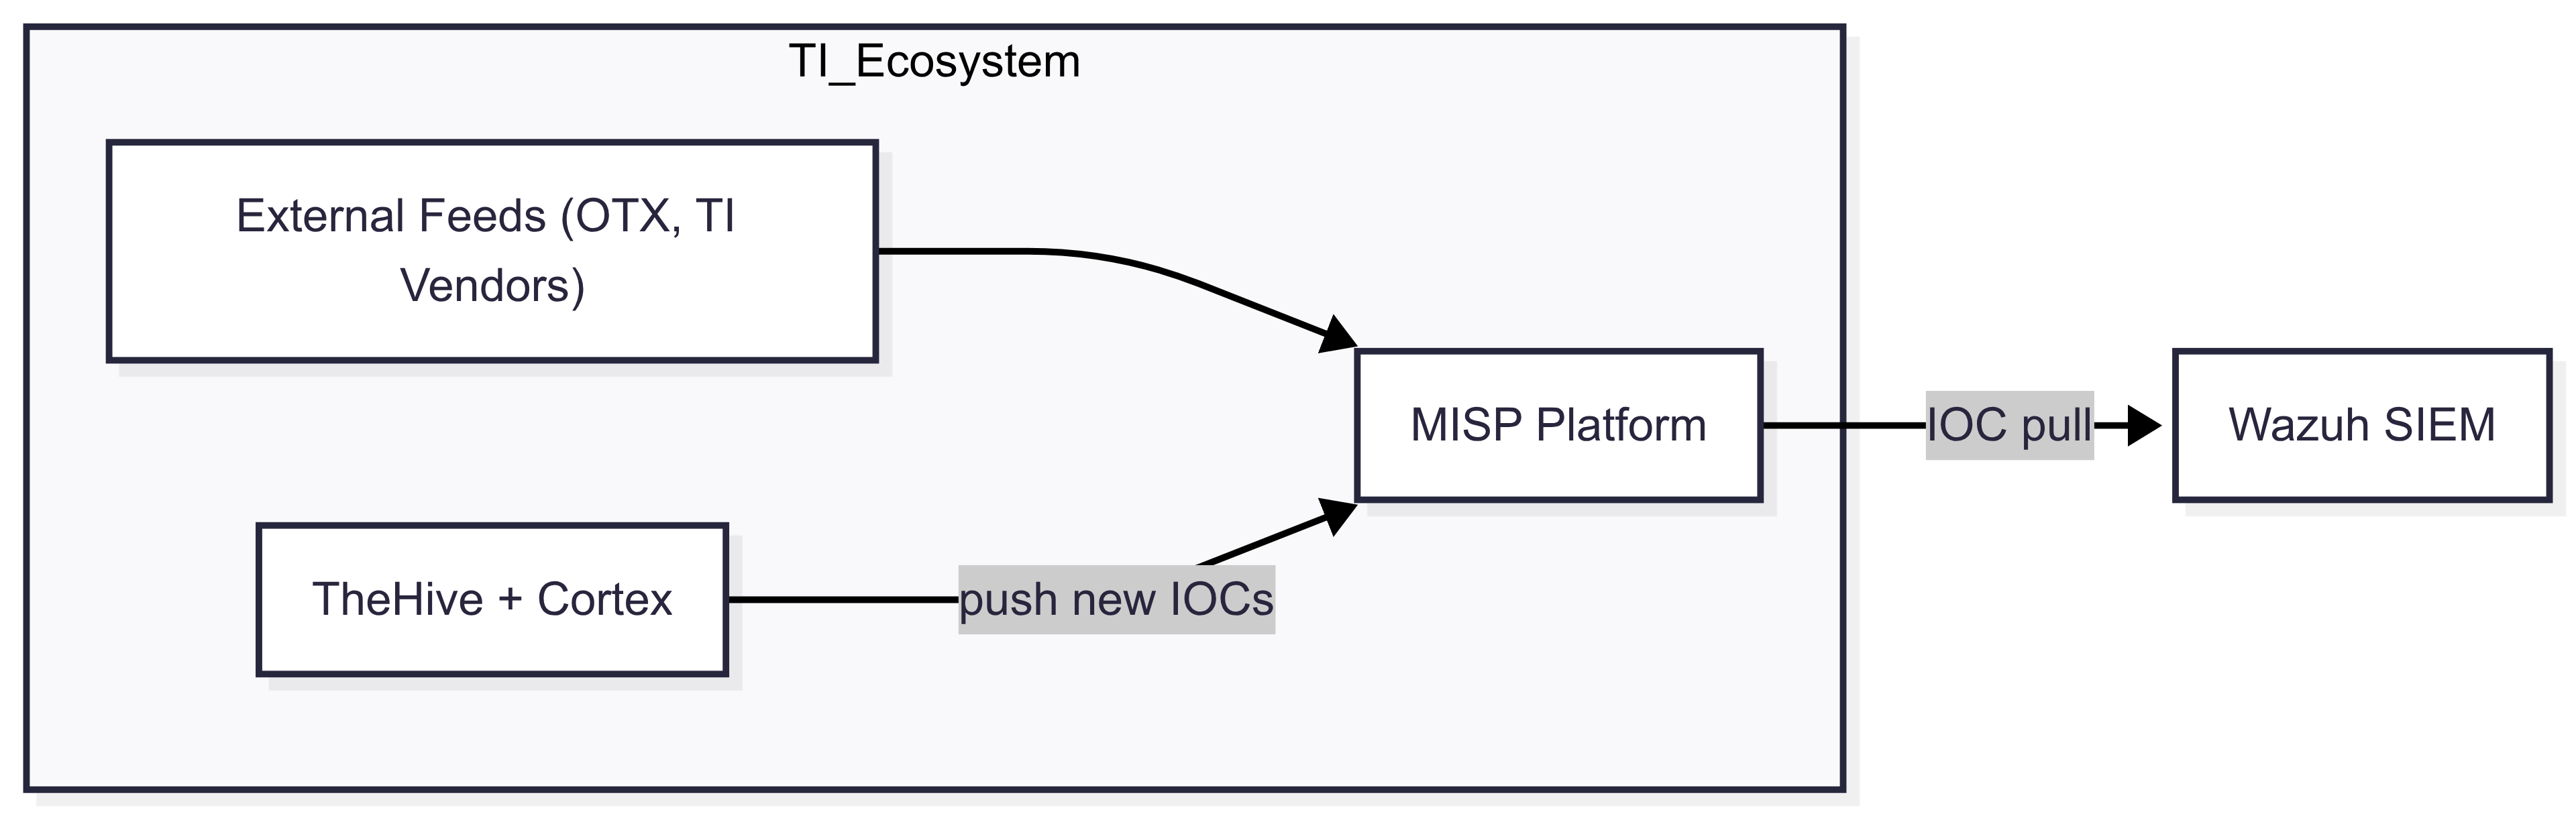 TI_Ecosystem
External Feeds (OTX, TI
Vendors)
MISP Platform
IOC pull
Wazuh SIEM
TheHive + Cortex
push new IOCs